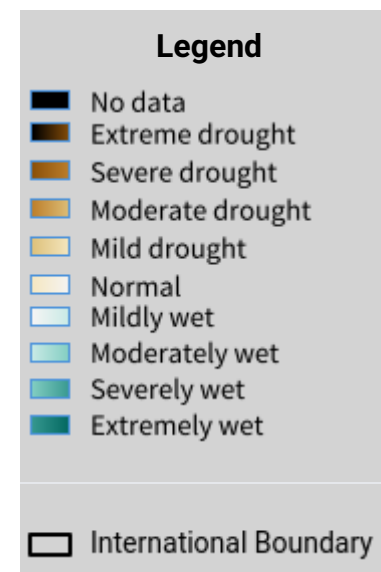 Legend
No data
Extreme drought
Severe drought
Moderate drought
Mild drought
Normal
Mildly wet
Moderately wet
Severely wet
Extremely wet
International Boundary